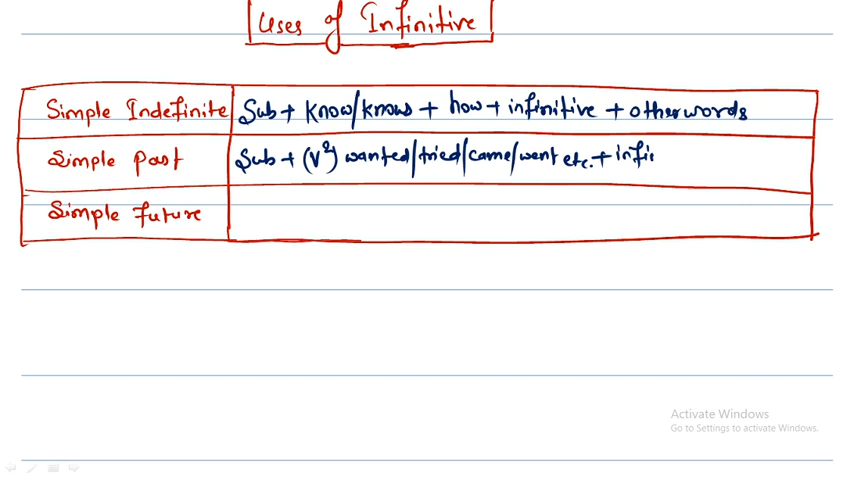 Uses of Infinitive
Simple Indefinite Sub + know/knows + how + infinitive + other words
Simple Past Sub + (V²) wanted/tried/came/went etc. + infi
Simple future
Activate Windows
Go to Settings to activate Windows.